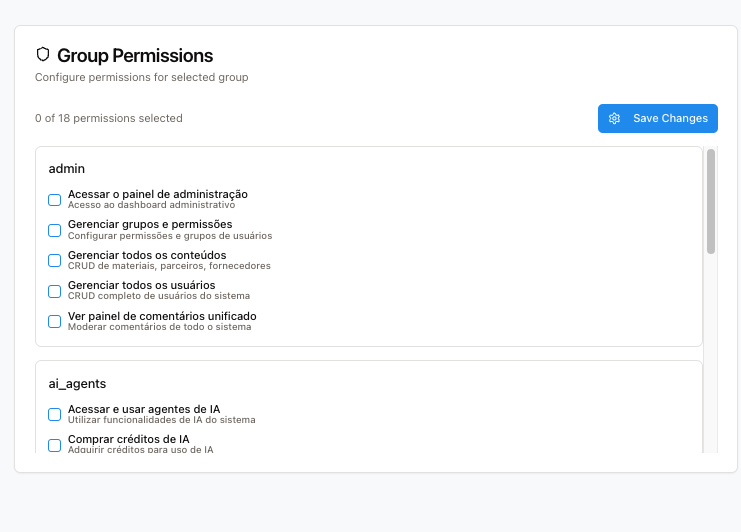 Group Permissions
Configure permissions for selected group
0 of 18 permissions selected
Save Changes
admin
Acessar o painel de administração
Acesso ao dashboard administrativo
Gerenciar grupos e permissões
Configurar permissões e grupos de usuários
Gerenciar todos os conteúdos
CRUD de materiais, parceiros, fornecedores
Gerenciar todos os usuários
CRUD completo de usuários do sistema
Ver painel de comentários unificado
Moderar comentários de todo o sistema
ai_agents
Acessar e usar agentes de IA
Utilizar funcionalidades de IA do sistema
Comprar créditos de IA
Adquirir créditos para uso de IA